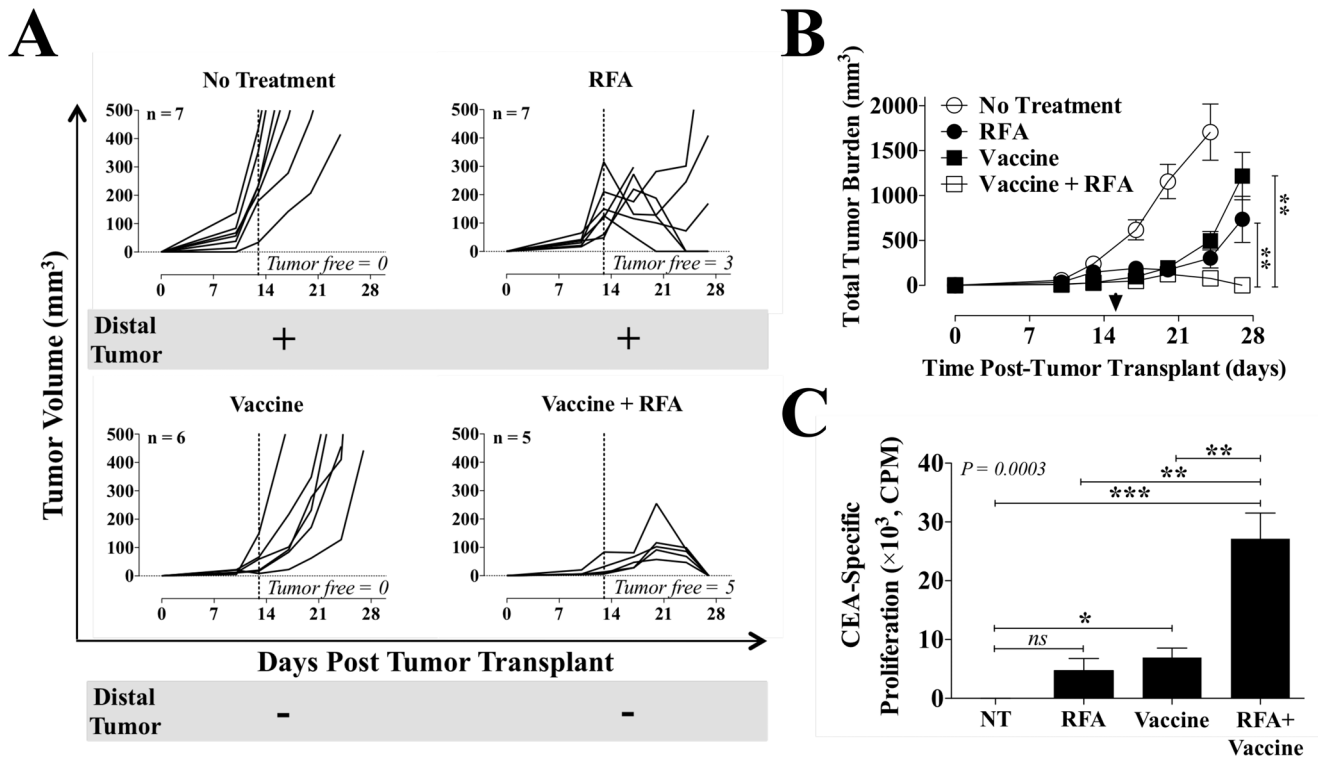 A
No Treatment
500
400
300
200
100
0
n = 7
Tumor free = 0
0 7 14 21 28
RFA
500
400
300
200
100
0
n = 7
Tumor free = 3
0 7 14 21 28
Distal
Tumor
+ +
Vaccine
500
400
300
200
100
0
n = 6
Tumor free = 0
0 7 14 21 28
Vaccine + RFA
500
400
300
200
100
0
n = 5
Tumor free = 5
0 7 14 21 28
Tumor Volume (mm³)
Days Post Tumor Transplant
Distal
Tumor
- -
B
Total Tumor Burden (mm³)
2000
1500
1000
500
0
No Treatment
RFA
Vaccine
Vaccine + RFA
**
**
0 7 14 21 28
Time Post-Tumor Transplant (days)
C
CEA-Specific
Proliferation (×10³, CPM)
40
30
20
10
0
P = 0.0003
**
**
***
*
ns
NT RFA Vaccine RFA+
Vaccine